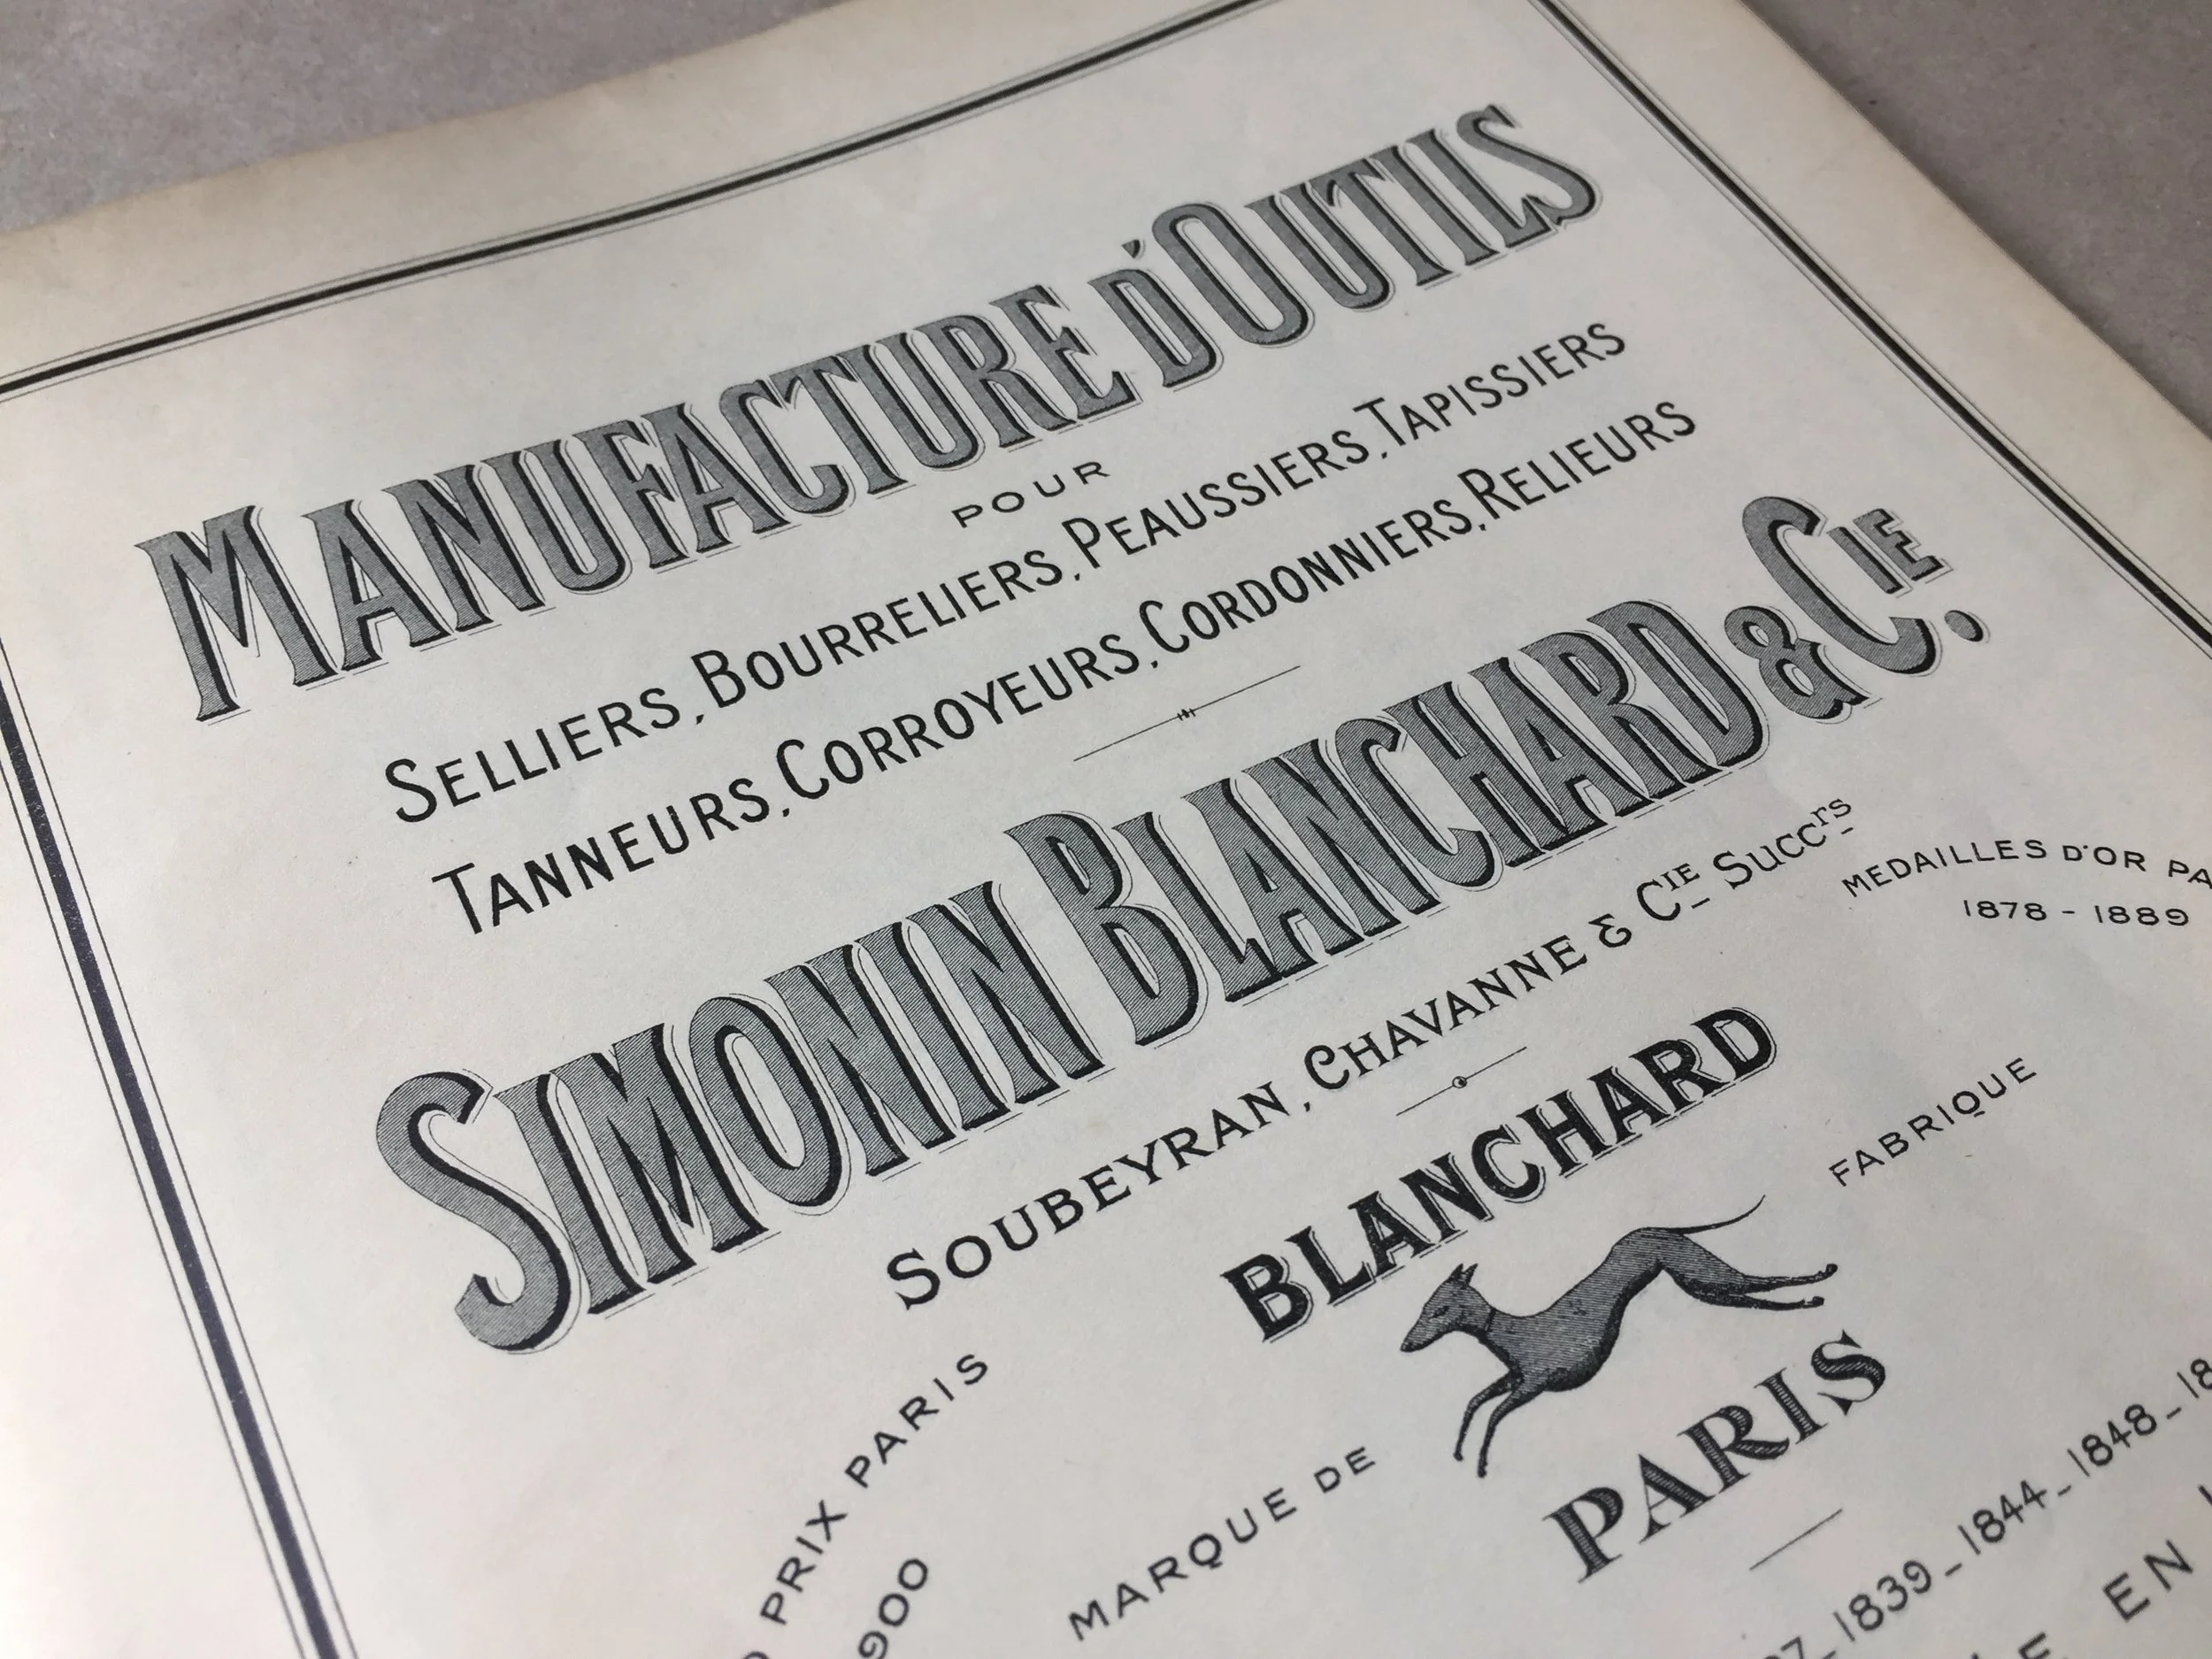 MANUFACTURE D'OUTILS
POUR
SELLIERS, BOURRELIERS, PEAUSSIERS, TAPISSIERS
TANNEURS, CORROYEURS, CORDONNIERS, RELIEURS
SIMONIN BLANCHARD & CIE.
SOUBEYRAN, CHAVANNE & CIE SUCCrs
MEDAILLES D'OR
1878 - 1889
BLANCHARD
PRIX PARIS
MARQUE DE
FABRIQUE
PARIS
1839 - 1844 - 1848
EN